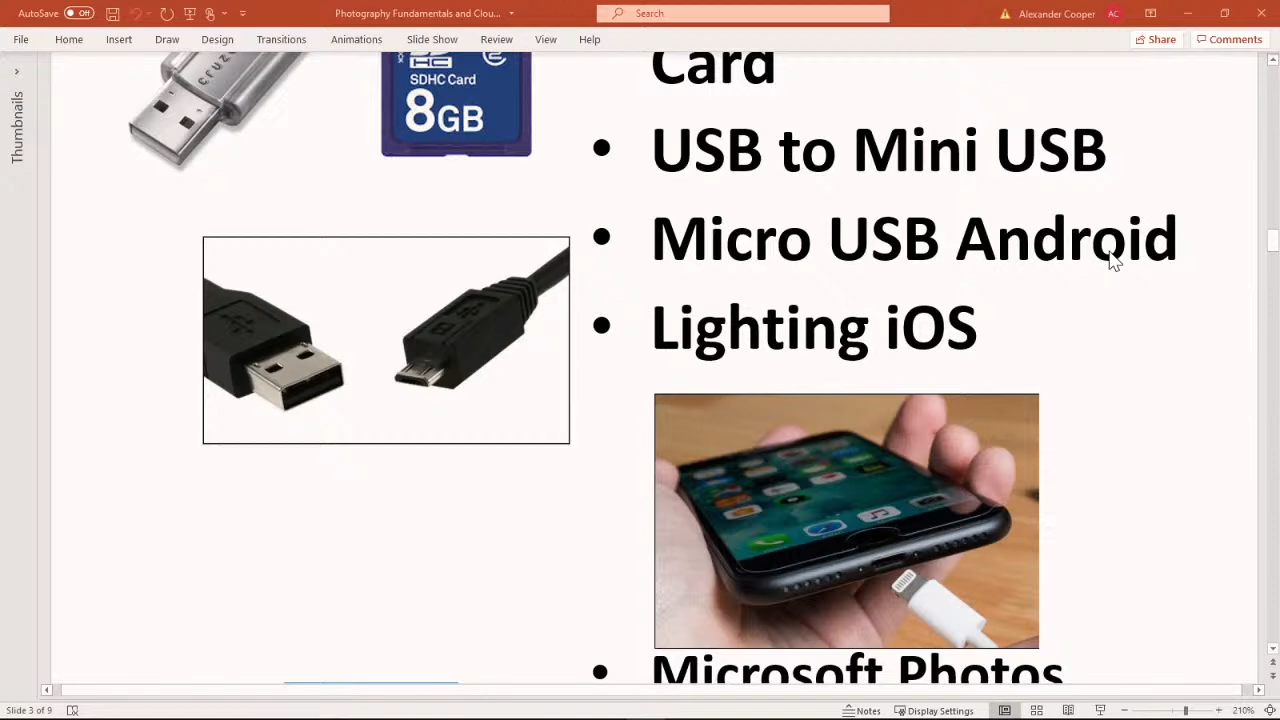 AutoSave Off Photography Fundamentals and Clou... Search Alexander Cooper AC
File Home Insert Draw Design Transitions Animations Slide Show Review View Help Share Comments
Thumbnails
Cruz
SDHC Card
8GB
Card
• USB to Mini USB
• Micro USB Android
• Lighting iOS
• Microsoft Photos
Slide 3 of 9 Notes Display Settings 210%